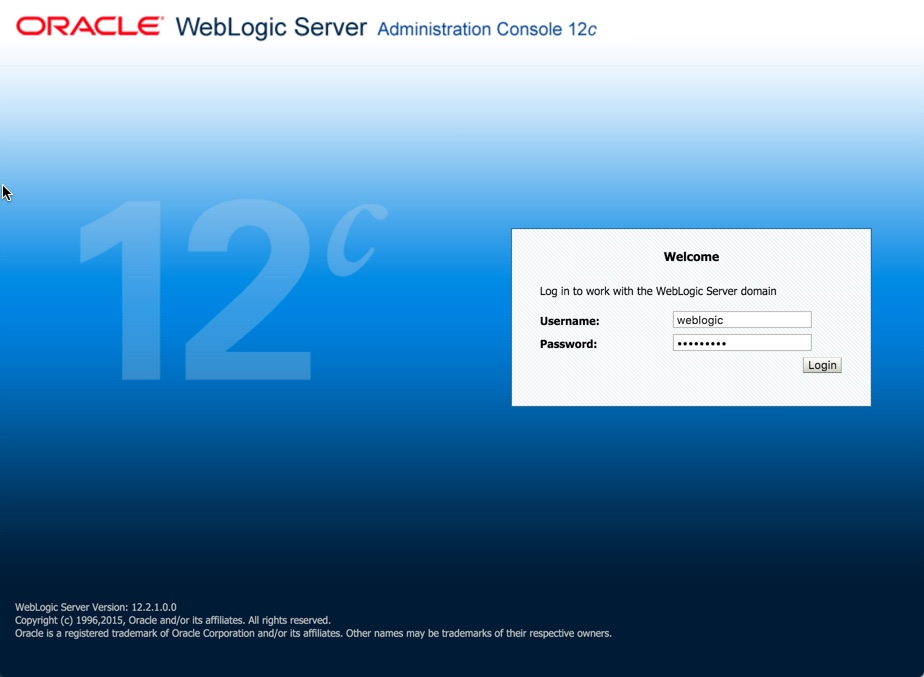 ORACLE® WebLogic Server Administration Console 12c
12c
Welcome
Log in to work with the WebLogic Server domain
Username: weblogic
Password: •••••••••
Login
WebLogic Server Version: 12.2.1.0.0
Copyright (c) 1996,2015, Oracle and/or its affiliates. All rights reserved.
Oracle is a registered trademark of Oracle Corporation and/or its affiliates. Other names may be trademarks of their respective owners.